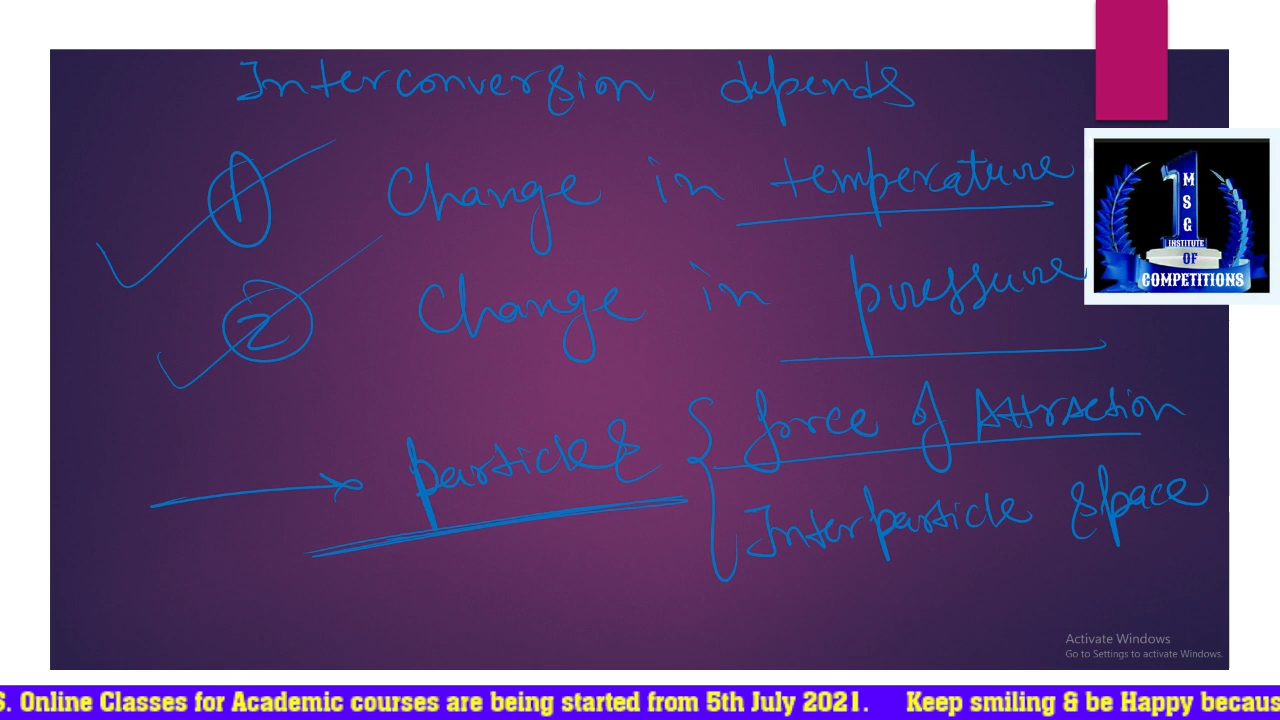 Interconversion depends
1 Change in temperature
2 Change in pressure
particles { force of Attraction
Interparticle space
1
MSG
INSTITUTE
OF
COMPETITIONS
Activate Windows
Go to Settings to activate Windows.
S. Online Classes for Academic courses are being started from 5th July 2021. Keep smiling & be Happy becaus